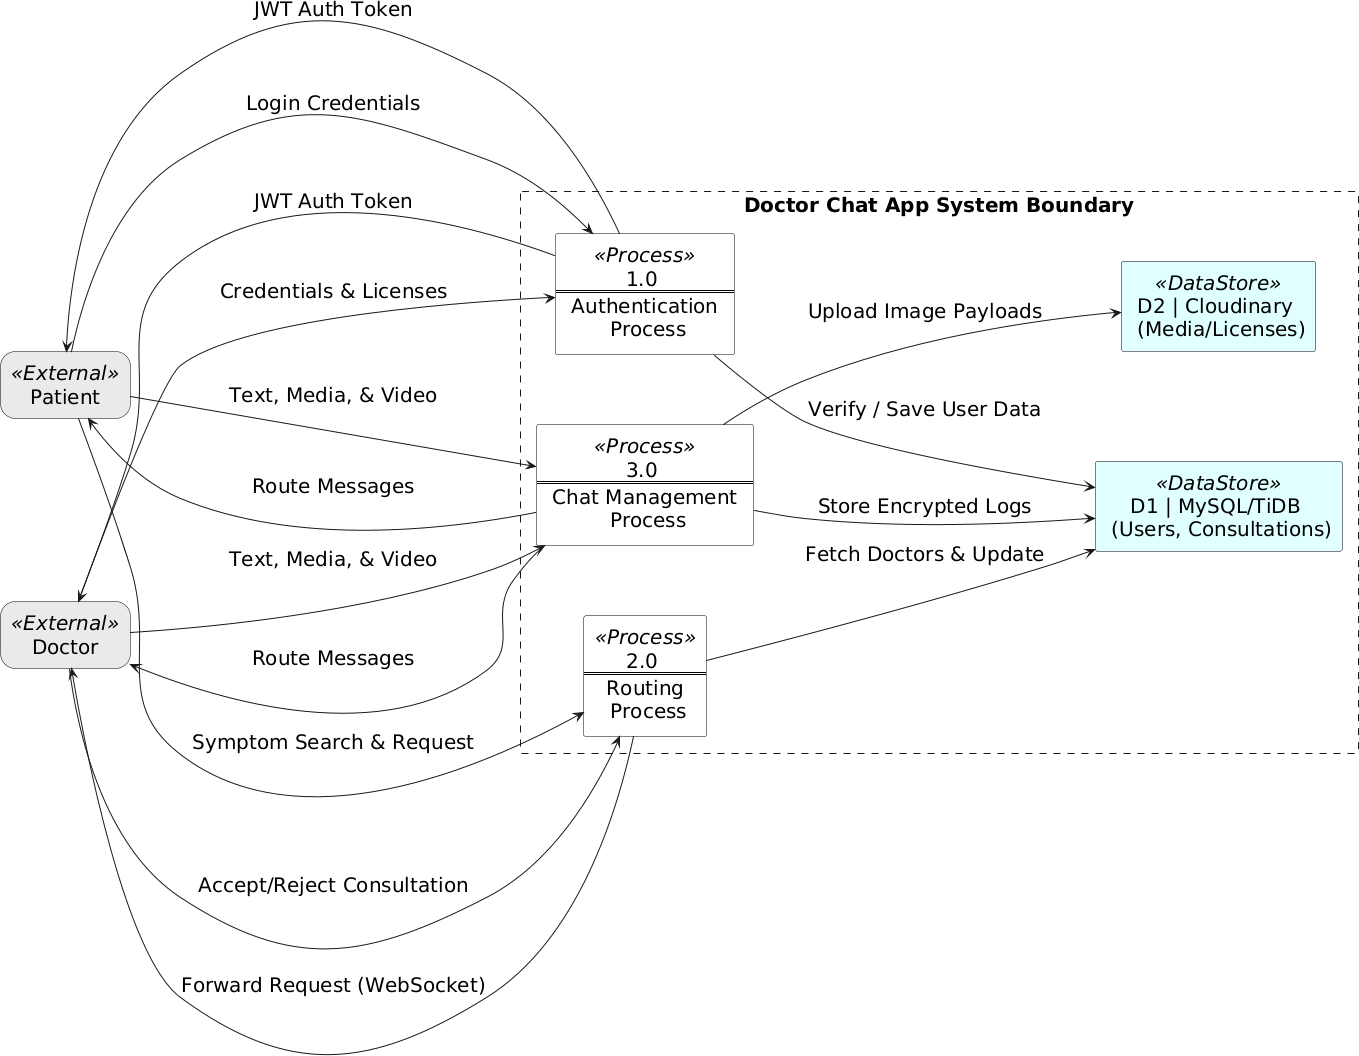 JWT Auth Token
Login Credentials
JWT Auth Token
Doctor Chat App System Boundary
«Process»
1.0
Authentication
Process
Credentials & Licenses
«DataStore»
D2 | Cloudinary
(Media/Licenses)
Upload Image Payloads
«External»
Patient
Text, Media, & Video
Verify / Save User Data
«Process»
3.0
Chat Management
Process
Route Messages
«DataStore»
D1 | MySQL/TiDB
(Users, Consultations)
Store Encrypted Logs
Text, Media, & Video
Fetch Doctors & Update
«External»
Doctor
«Process»
2.0
Routing
Process
Route Messages
Symptom Search & Request
Accept/Reject Consultation
Forward Request (WebSocket)